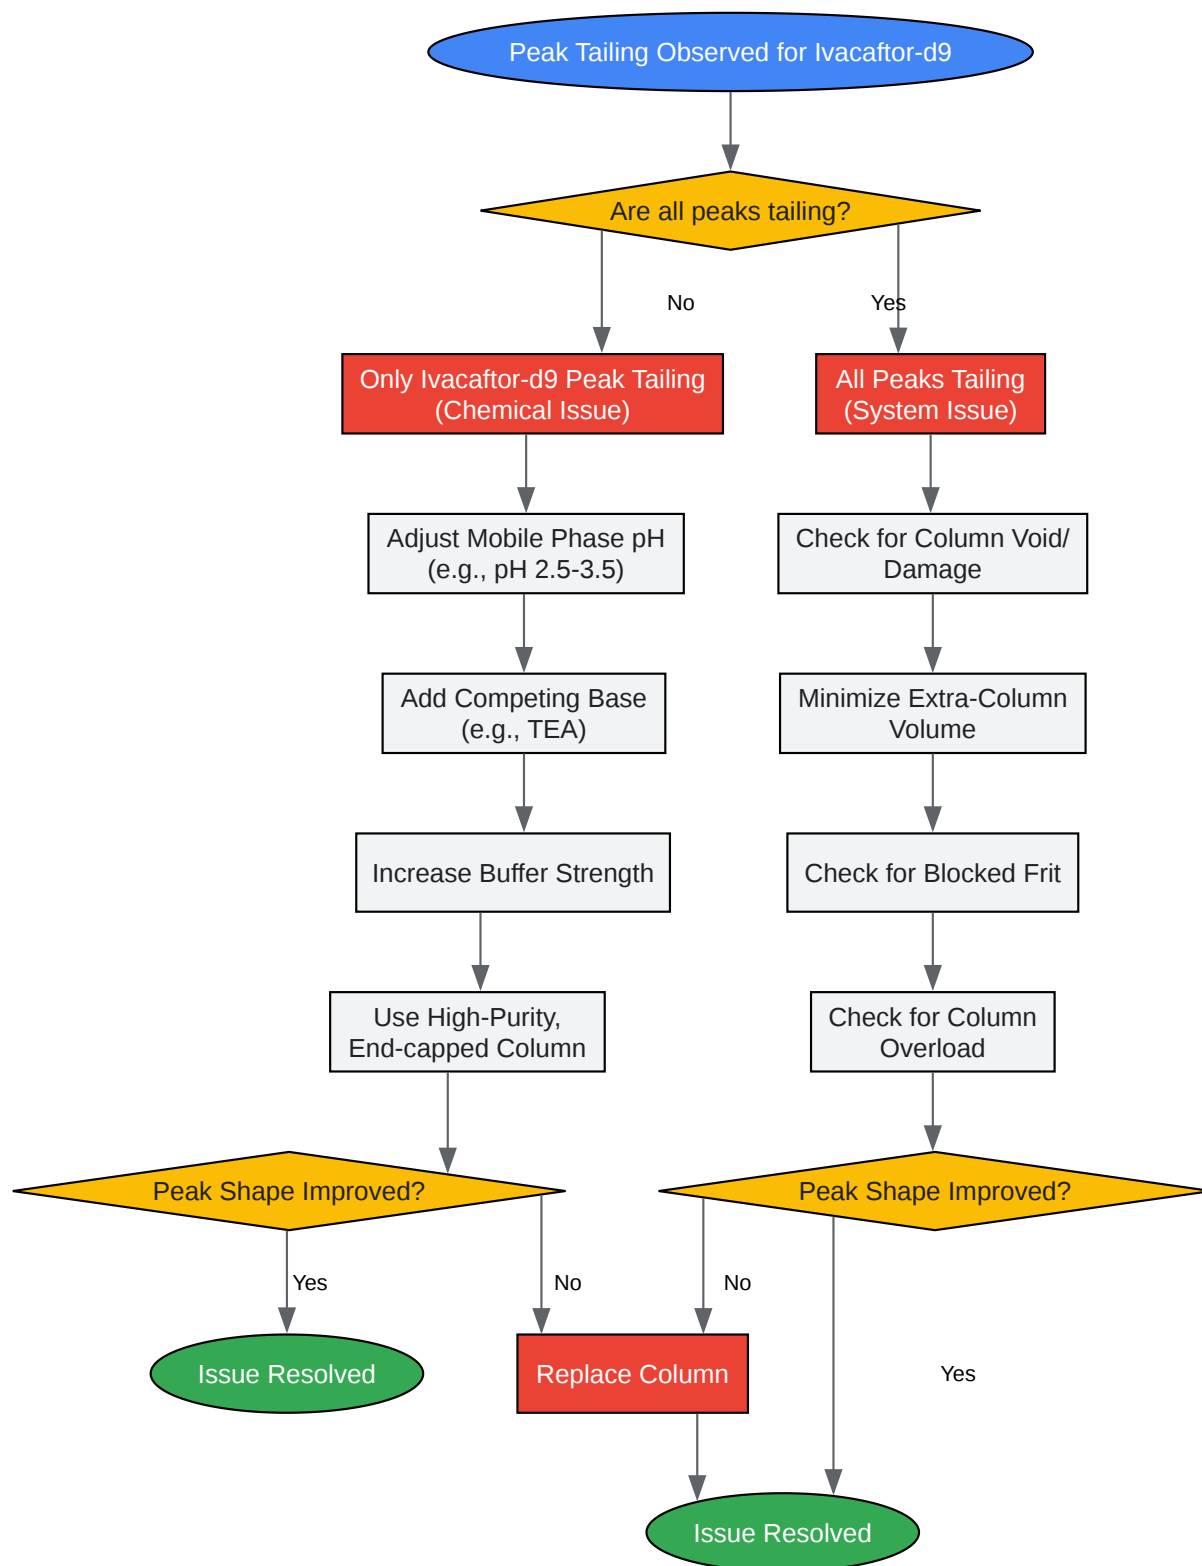 Peak Tailing Observed for Ivacaftor-d9
Are all peaks tailing?
No
Yes
Only Ivacaftor-d9 Peak Tailing
(Chemical Issue)
All Peaks Tailing
(System Issue)
Adjust Mobile Phase pH
(e.g., pH 2.5-3.5)
Check for Column Void/
Damage
Add Competing Base
(e.g., TEA)
Minimize Extra-Column
Volume
Increase Buffer Strength
Check for Blocked Frit
Use High-Purity,
End-capped Column
Check for Column
Overload
Peak Shape Improved?
Peak Shape Improved?
Yes
No
No
Issue Resolved
Replace Column
Yes
Issue Resolved